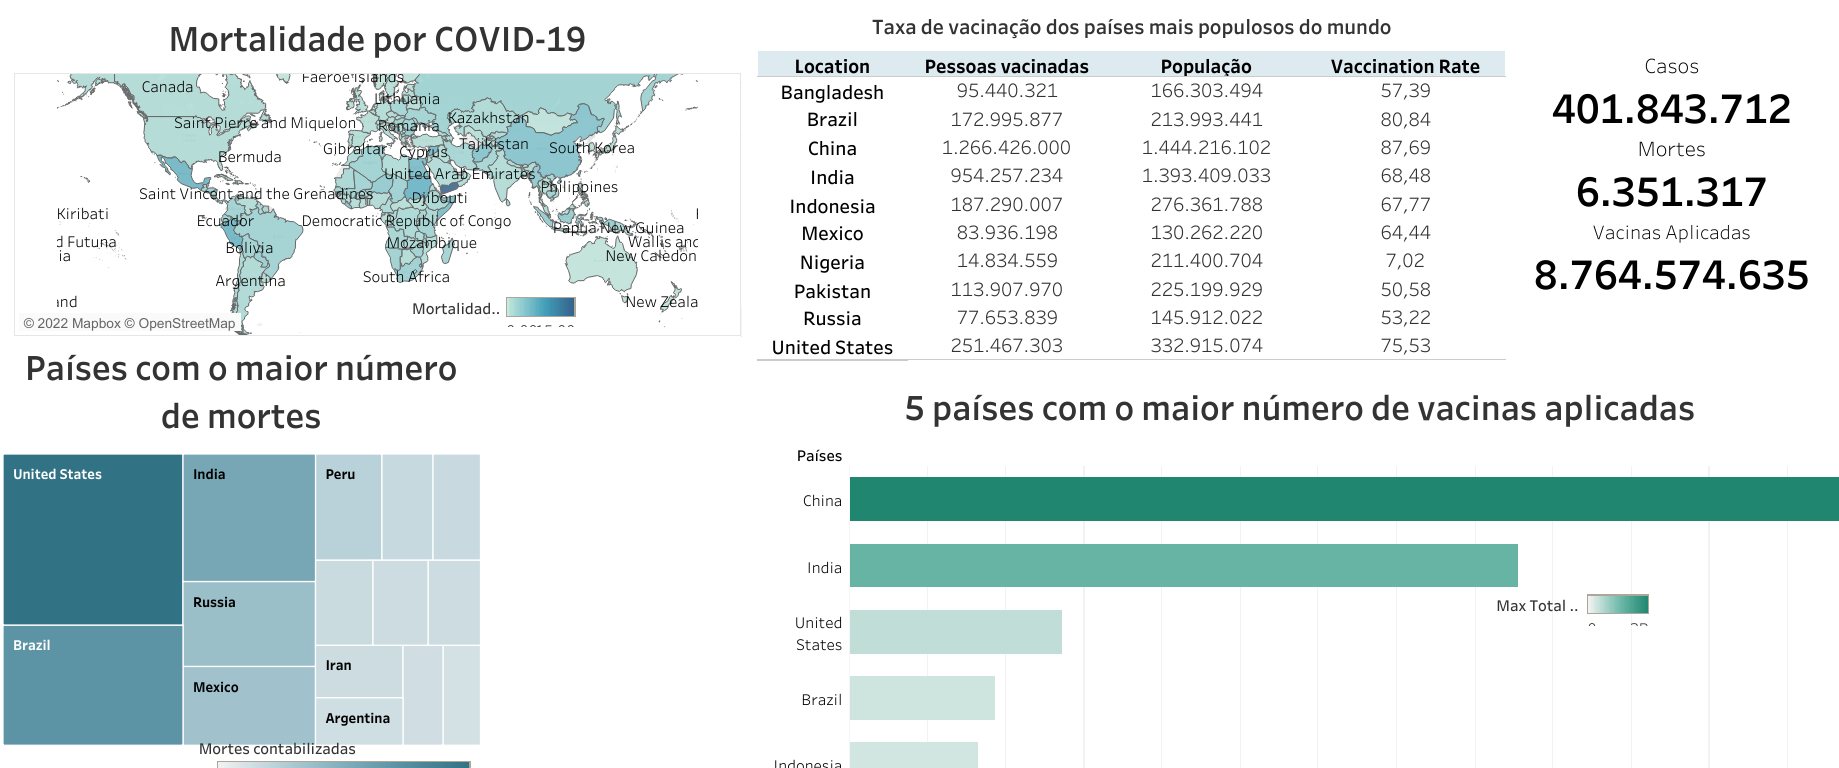 Mortalidade por COVID-19
Canada
Faeroe Islands
Lithuania
Saint Pierre and Miquelon
Romania
Kazakhstan
Bermuda
Gibraltar
Cyprus
Tajikistan
South Korea
United Arab Emirates
Saint Vincent and the Grenadines
Djibouti
Philippines
Kiribati
Ecuador
Democratic Republic of Congo
Papua New Guinea
d Futuna
Bolivia
Mozambique
Wallis and
ia
New Caledon
Argentina
South Africa
and
New Zeala
Mortalidad..
© 2022 Mapbox © OpenStreetMap
Taxa de vacinação dos países mais populosos do mundo
Location Pessoas vacinadas População Vaccination Rate
Bangladesh 95.440.321 166.303.494 57,39
Brazil 172.995.877 213.993.441 80,84
China 1.266.426.000 1.444.216.102 87,69
India 954.257.234 1.393.409.033 68,48
Indonesia 187.290.007 276.361.788 67,77
Mexico 83.936.198 130.262.220 64,44
Nigeria 14.834.559 211.400.704 7,02
Pakistan 113.907.970 225.199.929 50,58
Russia 77.653.839 145.912.022 53,22
United States 251.467.303 332.915.074 75,53
Casos
401.843.712
Mortes
6.351.317
Vacinas Aplicadas
8.764.574.635
Países com o maior número
de mortes
United States
India
Peru
Russia
Brazil
Iran
Mexico
Argentina
Mortes contabilizadas
5 países com o maior número de vacinas aplicadas
Países
China
India
United
States
Brazil
Indonesia
Max Total ..